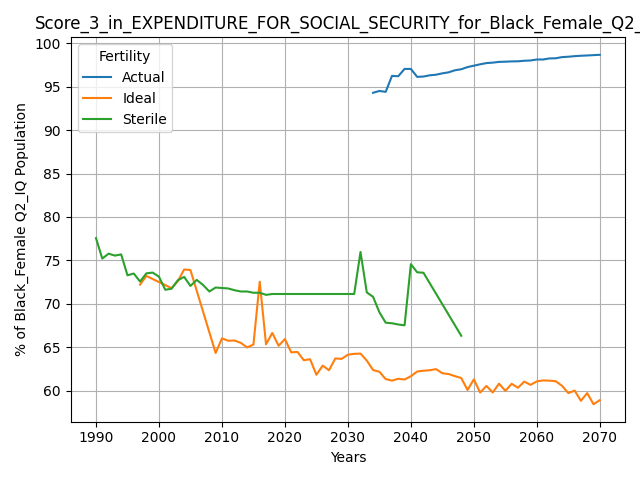 Score_3_in_EXPENDITURE_FOR_SOCIAL_SECURITY_for_Black_Female_Q2_
Fertility
Actual
Ideal
Sterile
% of Black_Female Q2_IQ Population
100
95
90
85
80
75
70
65
60
1990 2000 2010 2020 2030 2040 2050 2060 2070
Years